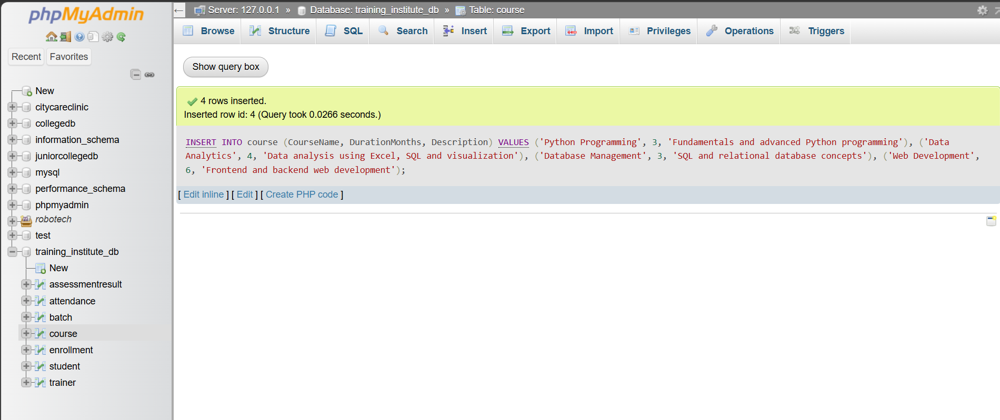 phpMyAdmin
Recent
Favorites
New
citycareclinic
collegedb
information_schema
juniorcollegedb
mysql
performance_schema
phpmyadmin
robotech
test
training_institute_db
New
assessmentresult
attendance
batch
course
enrollment
student
trainer
Server: 127.0.0.1 » Database: training_institute_db » Table: course
Browse Structure SQL Search Insert Export Import Privileges Operations Triggers
Show query box
4 rows inserted.
Inserted row id: 4 (Query took 0.0266 seconds.)
INSERT INTO course (CourseName, DurationMonths, Description) VALUES ('Python Programming', 3, 'Fundamentals and advanced Python programming'), ('Data
Analytics', 4, 'Data analysis using Excel, SQL and visualization'), ('Database Management', 3, 'SQL and relational database concepts'), ('Web Development',
6, 'Frontend and backend web development');
[ Edit inline ] [ Edit ] [ Create PHP code ]